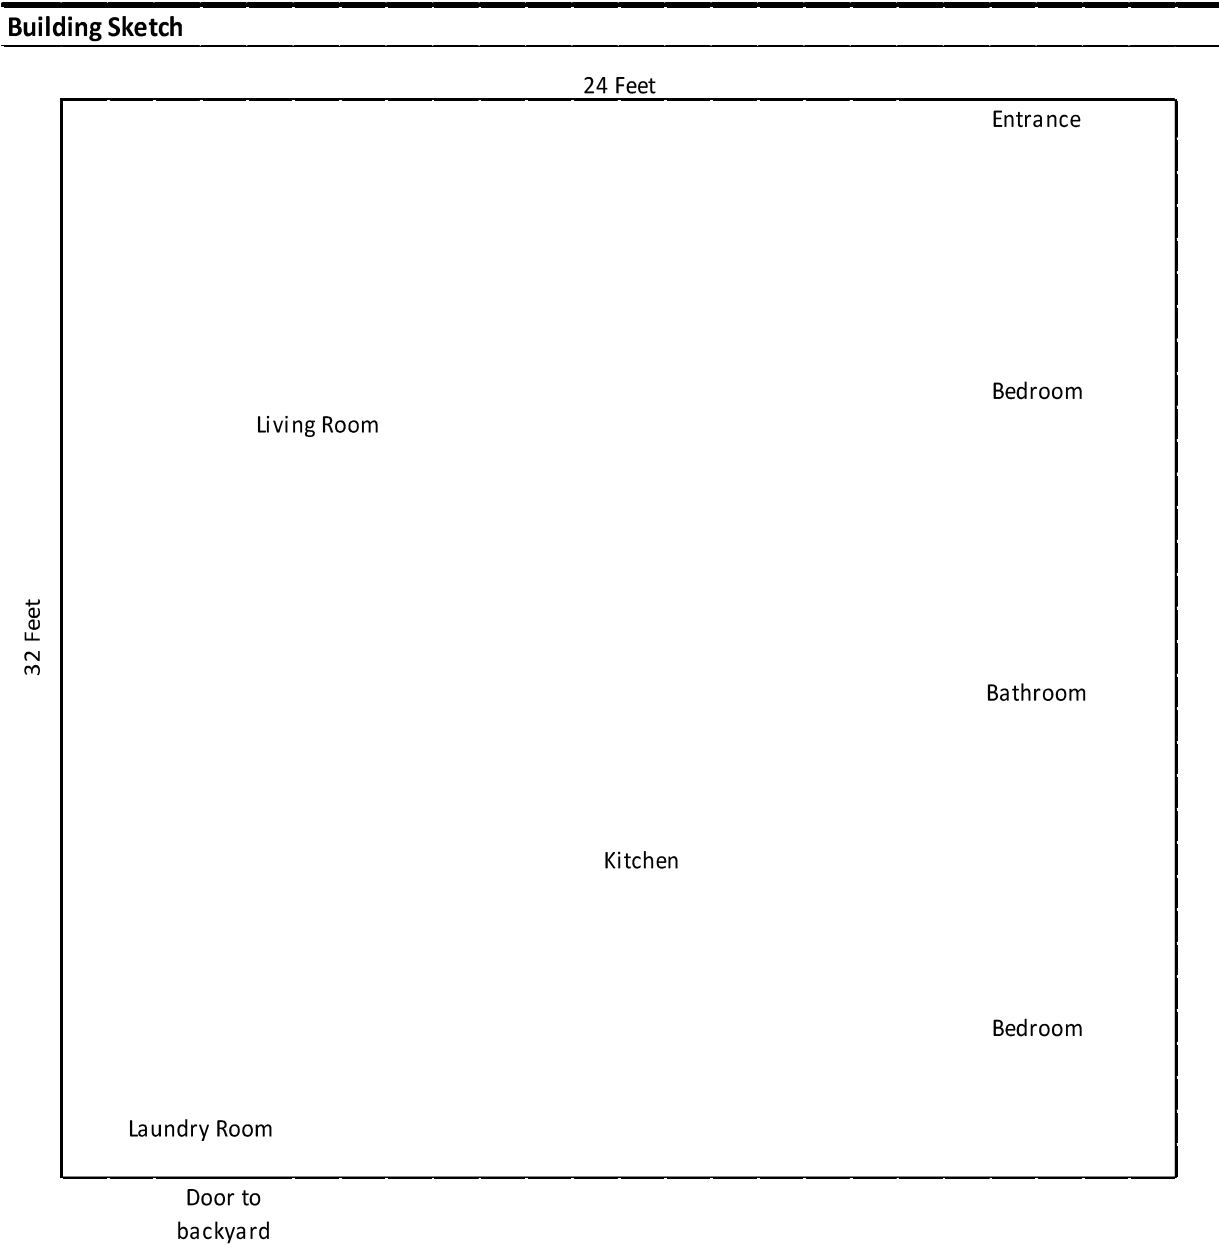 Building Sketch
24 Feet
Entrance
Bedroom
Living Room
32 Feet
Bathroom
Kitchen
Bedroom
Laundry Room
Door to
backyard